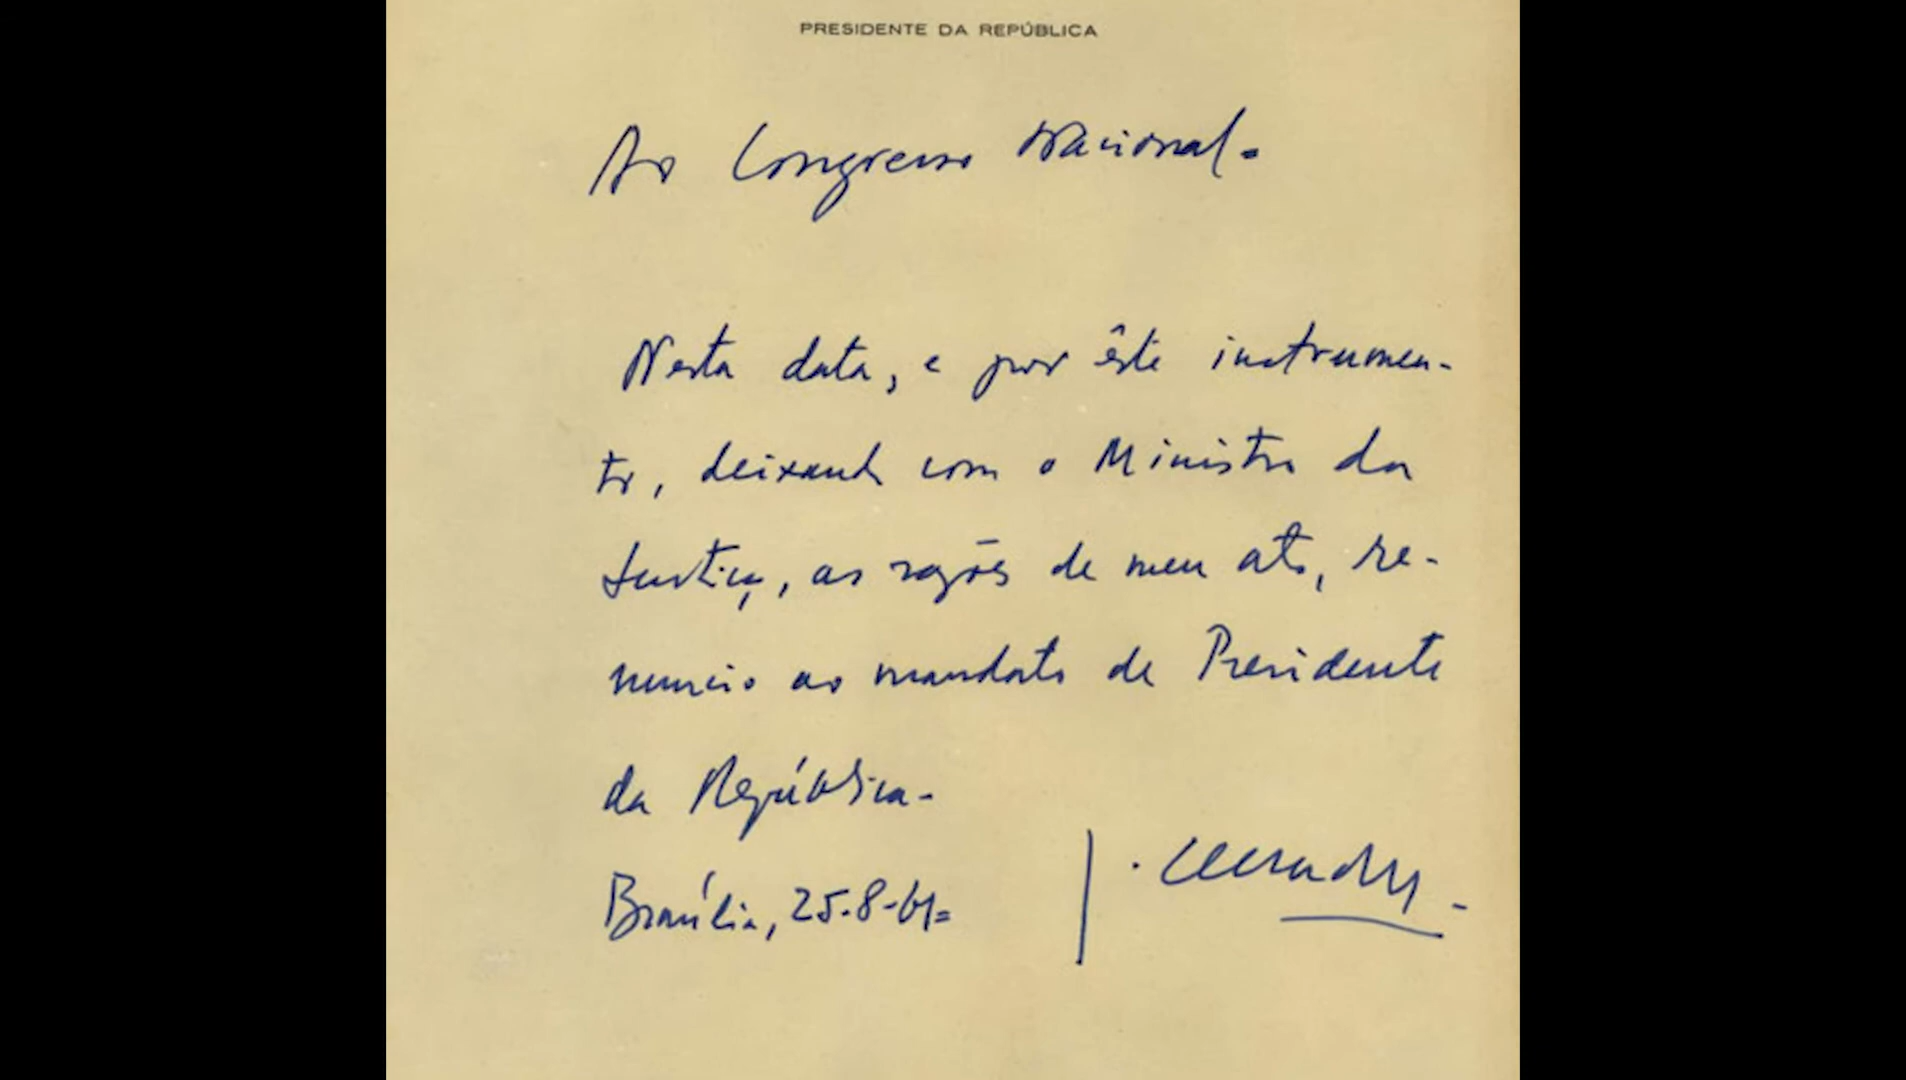 PRESIDENTE DA REPÚBLICA
Ao Congresso Nacional.
Nesta data, e por êste instrumen-
to, deixando com o Ministro da
Justiça, as razões de meu ato, re-
nuncio ao mandato de Presidente
da República.
Brasília, 25.8.61.
J. Quadros.